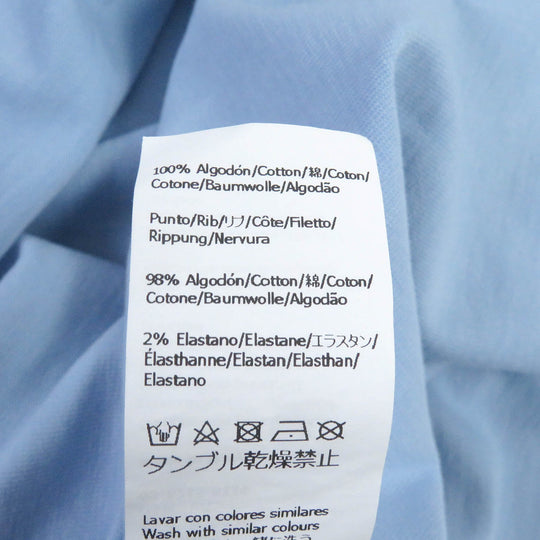 100% Algodón/Cotton/綿/Coton/
Cotone/Baumwolle/Algodão
Punto/Rib/リブ/Côte/Filetto/
Rippung/Nervura
98% Algodón/Cotton/綿/Coton/
Cotone/Baumwolle/Algodão
2% Elastano/Elastane/エラスタン/
Élasthanne/Elastan/Elasthan/
Elastano
タンブル乾燥禁止
Lavar con colores similares
Wash with similar colours